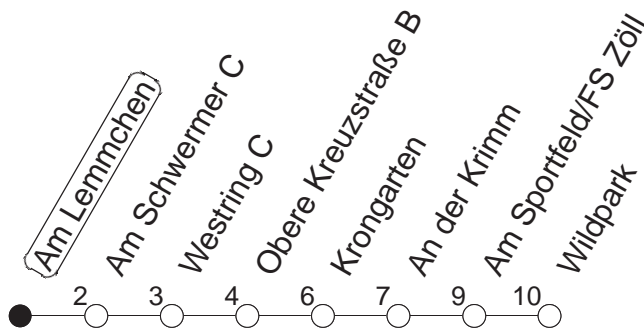 Am Lemmchen
Am Schwermer C
Westring C
Obere Kreuzstraße B
Krongarten
An der Krimm
Am Sportfeld/FS Zöll
Wildpark
2 3 4 6 7 9 10